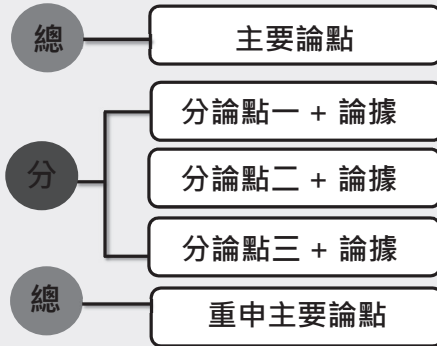 總
主要論點
分論點一 + 論據
分
分論點二 + 論據
分論點三 + 論據
總
重申主要論點